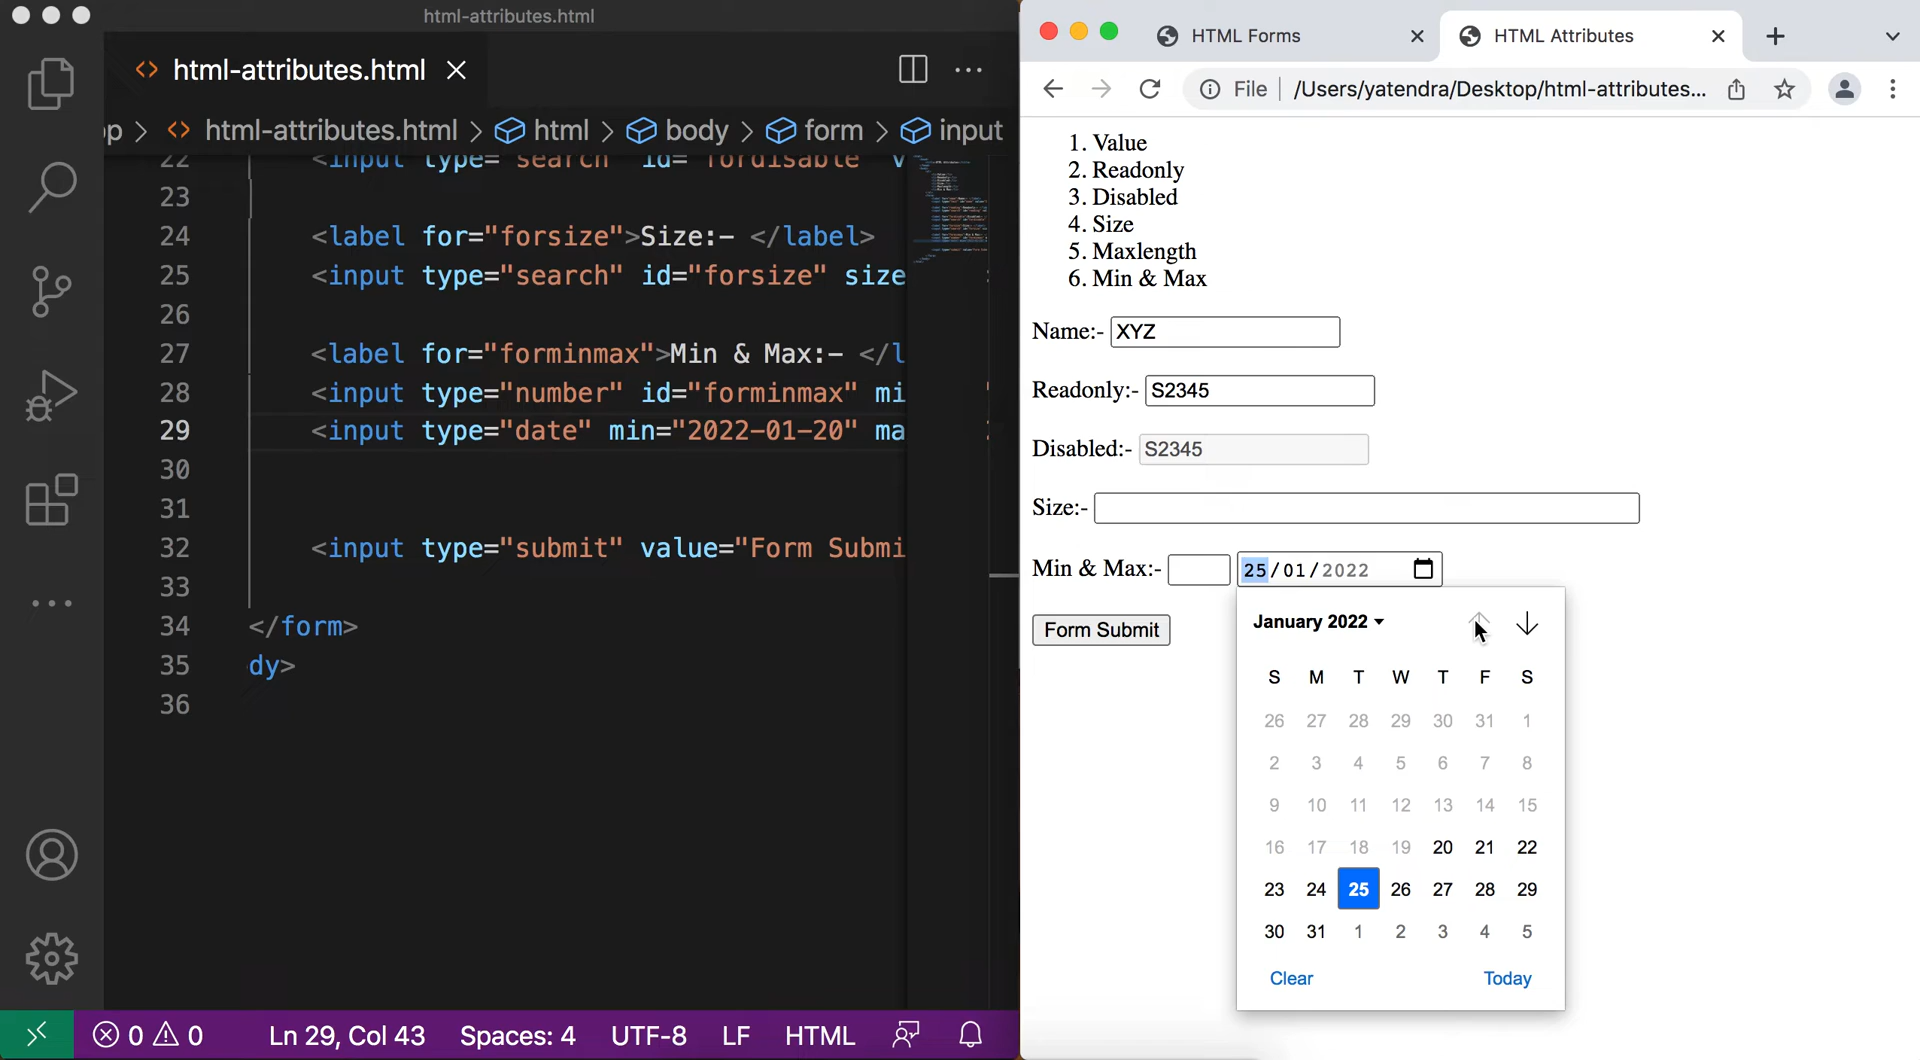 html-attributes.html
html-attributes.html
op > html-attributes.html > html > body > form > input
22 <input type="search" id="fordisable" v
23
24 <label for="forsize">Size:- </label>
25 <input type="search" id="forsize" size
26
27 <label for="forminmax">Min & Max:- </l
28 <input type="number" id="forminmax" mi
29 <input type="date" min="2022-01-20" ma
30
31
32 <input type="submit" value="Form Submi
33
34 </form>
35 dy>
36
0 0 Ln 29, Col 43 Spaces: 4 UTF-8 LF HTML
HTML Forms
HTML Attributes
File | /Users/yatendra/Desktop/html-attributes...
1. Value
2. Readonly
3. Disabled
4. Size
5. Maxlength
6. Min & Max
Name:- XYZ
Readonly:- S2345
Disabled:- S2345
Size:-
Min & Max:- 25/01/2022
Form Submit
January 2022
S M T W T F S
26 27 28 29 30 31 1
2 3 4 5 6 7 8
9 10 11 12 13 14 15
16 17 18 19 20 21 22
23 24 25 26 27 28 29
30 31 1 2 3 4 5
Clear Today